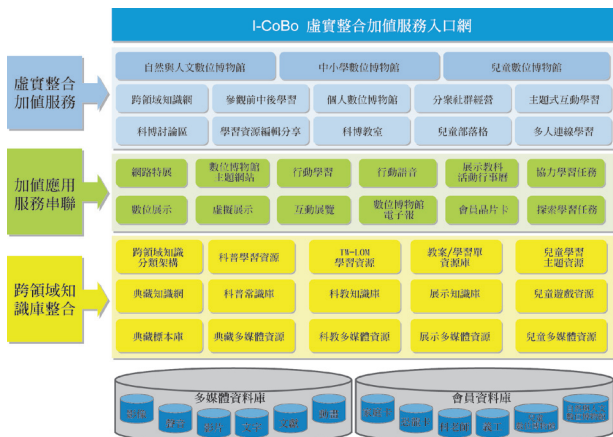 I-CoBo 虛實整合加值服務入口網
虛實整合
加值服務
自然與人文數位博物館
中小學數位博物館
兒童數位博物館
跨領域知識網
參觀前中後學習
個人數位博物館
分眾社群經營
主題式互動學習
科博討論區
學習資源編輯分享
科博教室
兒童部落格
多人連線學習
加值應用
服務串聯
網路特展
數位博物館
主題網站
行動學習
行動語音
展示教科
活動行事曆
協力學習任務
數位展示
虛擬展示
互動展覽
數位博物館
電子報
會員晶片卡
探索學習任務
跨領域知
識庫整合
跨領域知識
分類架構
科普學習資源
TW-LOM
學習資源
教案/學習單
資源庫
兒童學習
主題資源
典藏知識網
科普常識庫
科教知識庫
展示知識庫
兒童遊戲資源
典藏標本庫
典藏多媒體資源
科教多媒體資源
展示多媒體資源
兒童多媒體資源
多媒體資料庫
會員資料庫